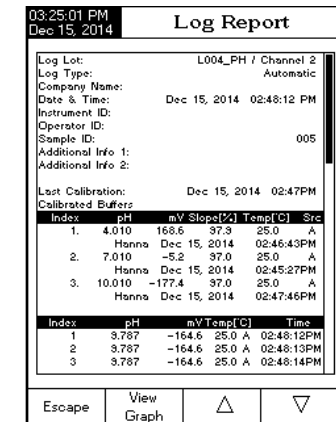 03:25:01 PM
Dec 15, 2014
Log Report
Log Lot: L004_PH / Channel 2
Log Type: Automatic
Company Name:
Date & Time: Dec 15, 2014 02:48:12 PM
Instrument ID:
Operator ID:
Sample ID: 005
Additional Info 1:
Additional Info 2:
Last Calibration: Dec 15, 2014 02:47PM
Calibrated Buffers
Index pH mV Slope[%] Temp[°C] Src
1. 4.010 168.6 97.9 25.0 A
Hanna Dec 15, 2014 02:46:43PM
2. 7.010 -5.2 97.0 25.0 A
Hanna Dec 15, 2014 02:45:27PM
3. 10.010 -177.4 97.0 25.0 A
Hanna Dec 15, 2014 02:47:46PM
Index pH mV Temp[°C] Time
1 9.787 -164.6 25.0 A 02:48:12PM
2 9.787 -164.6 25.0 A 02:48:13PM
3 9.787 -164.6 25.0 A 02:48:14PM
Escape
View
Graph